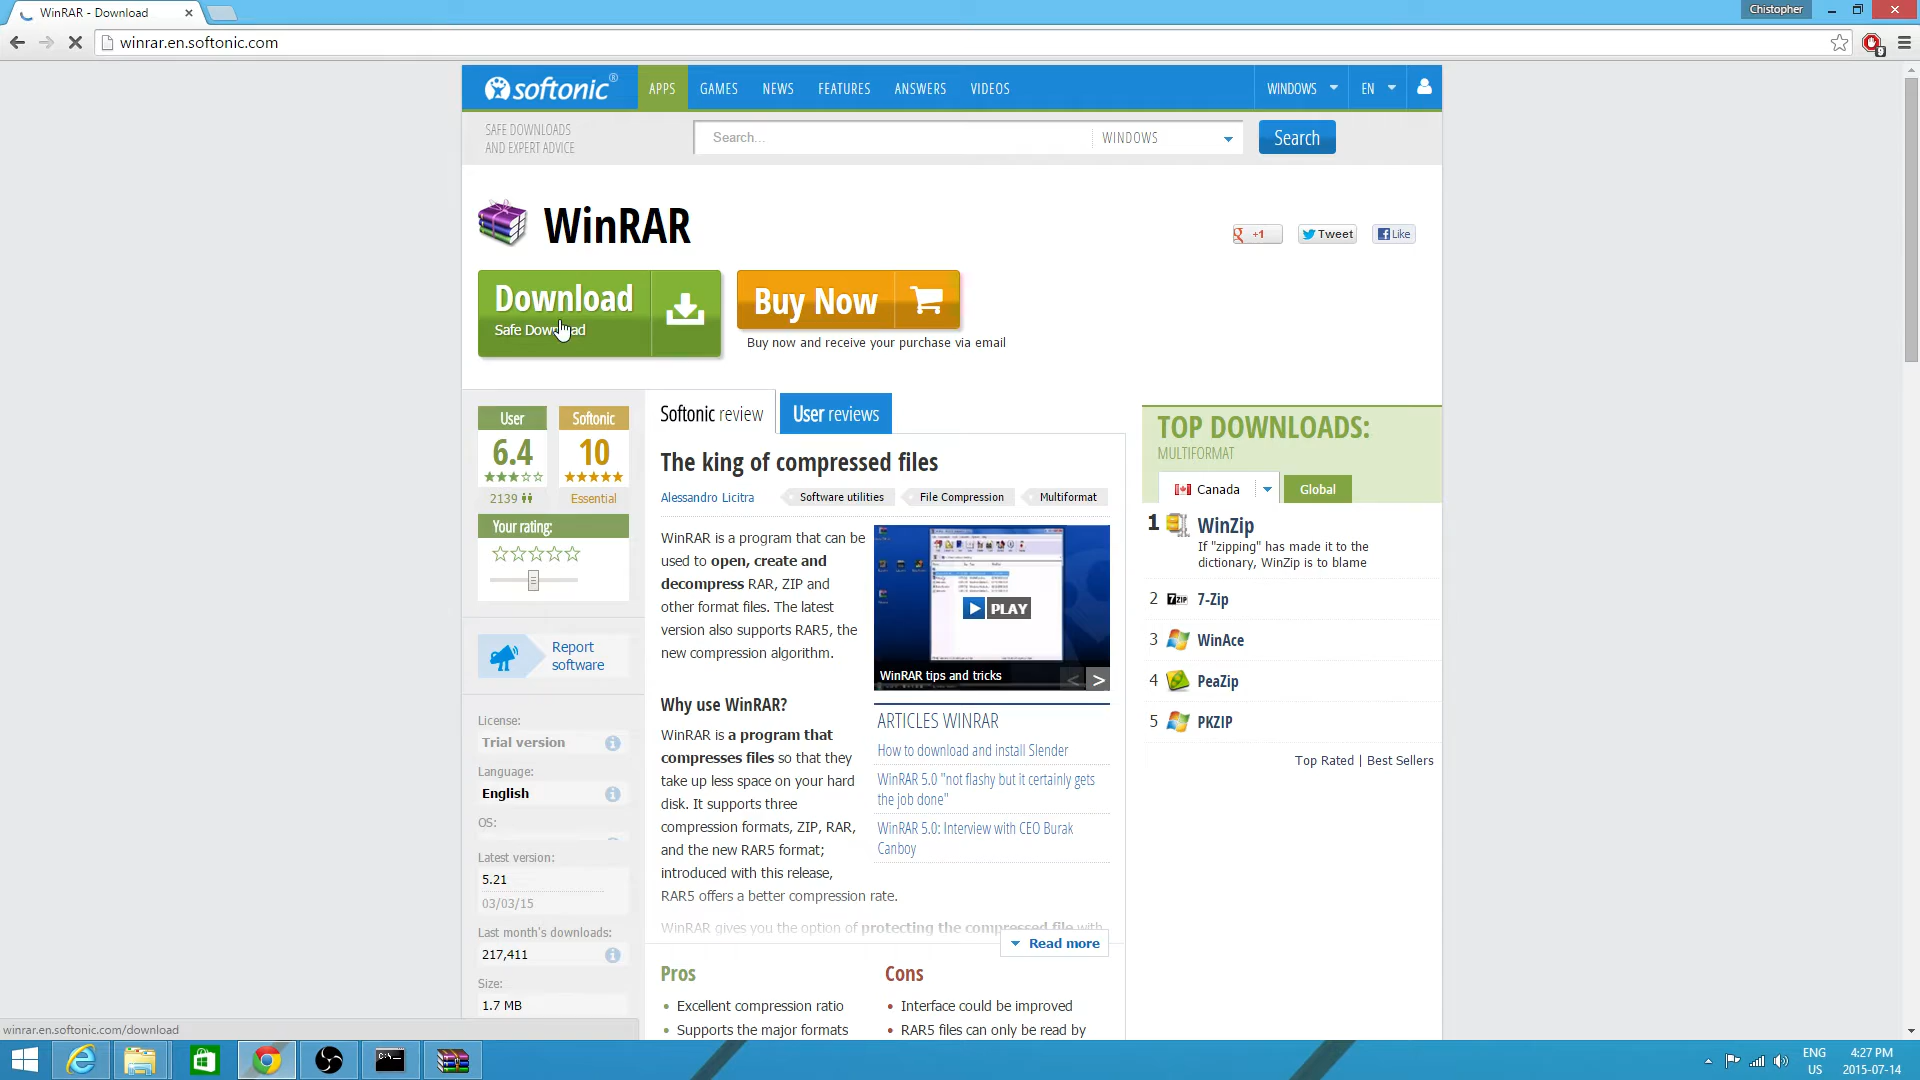 WinRAR - Download
Chistopher
winrar.en.softonic.com
softonic®
APPS
GAMES
NEWS
FEATURES
ANSWERS
VIDEOS
WINDOWS
EN
SAFE DOWNLOADS
AND EXPERT ADVICE
Search...
WINDOWS
Search
WinRAR
+1
Tweet
Like
Download
Safe Download
Buy Now
Buy now and receive your purchase via email
User
6.4
2139
Softonic
10
Essential
Your rating:
Report
software
License:
Trial version
Language:
English
OS:
Latest version:
5.21
03/03/15
Last month's downloads:
217,411
Size:
1.7 MB
Softonic review
User reviews
The king of compressed files
Alessandro Licitra
Software utilities
File Compression
Multiformat
WinRAR is a program that can be
used to open, create and
decompress RAR, ZIP and
other format files. The latest
version also supports RAR5, the
new compression algorithm.
PLAY
WinRAR tips and tricks
< >
Why use WinRAR?
WinRAR is a program that
compresses files so that they
take up less space on your hard
disk. It supports three
compression formats, ZIP, RAR,
and the new RAR5 format;
introduced with this release,
RAR5 offers a better compression rate.
WinRAR gives you the option of protecting the compressed file with
Read more
ARTICLES WINRAR
How to download and install Slender
WinRAR 5.0 "not flashy but it certainly gets
the job done"
WinRAR 5.0: Interview with CEO Burak
Canboy
Pros
Excellent compression ratio
Supports the major formats
Cons
Interface could be improved
RAR5 files can only be read by
TOP DOWNLOADS:
MULTIFORMAT
Canada
Global
1 WinZip
If "zipping" has made it to the
dictionary, WinZip is to blame
2 7-Zip
3 WinAce
4 PeaZip
5 PKZIP
Top Rated | Best Sellers
winrar.en.softonic.com/download
ENG
US
4:27 PM
2015-07-14